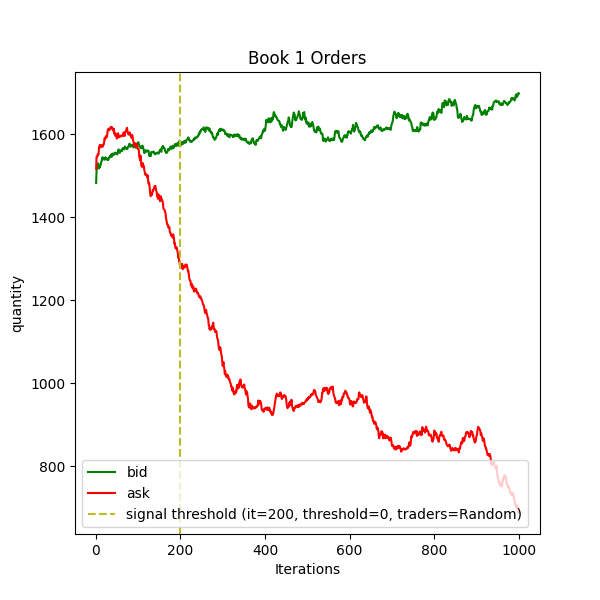 Book 1 Orders
quantity
1600
1400
1200
1000
800
bid
ask
signal threshold (it=200, threshold=0, traders=Random)
0 200 400 600 800 1000
Iterations